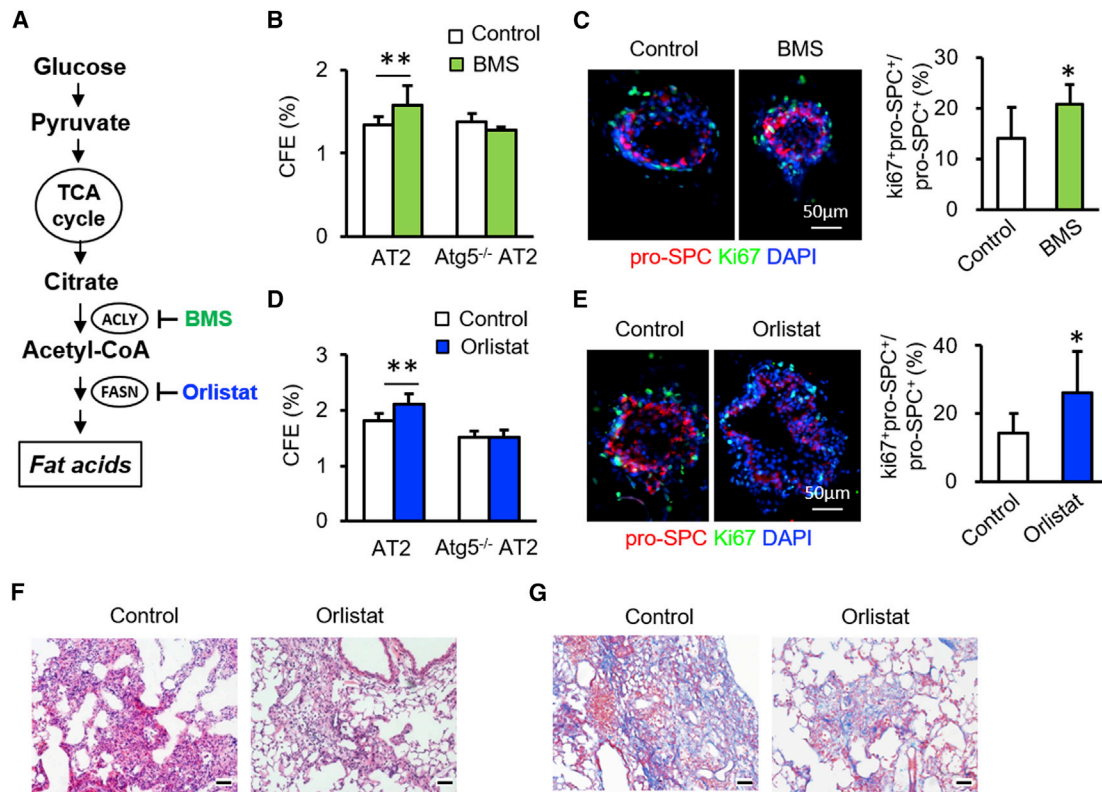 A
Glucose
Pyruvate
TCA
cycle
Citrate
ACLY
BMS
Acetyl-CoA
FASN
Orlistat
Fat acids
B
Control
BMS
**
CFE (%)
2
1
0
AT2
Atg5-/- AT2
C
Control
BMS
50μm
pro-SPC Ki67 DAPI
ki67+pro-SPC+/
pro-SPC+ (%)
30
20
10
0
*
Control
BMS
D
Control
Orlistat
**
CFE (%)
3
2
1
0
AT2
Atg5-/- AT2
E
Control
Orlistat
50μm
pro-SPC Ki67 DAPI
ki67+pro-SPC+/
pro-SPC+ (%)
40
20
0
*
Control
Orlistat
F
Control
Orlistat
G
Control
Orlistat